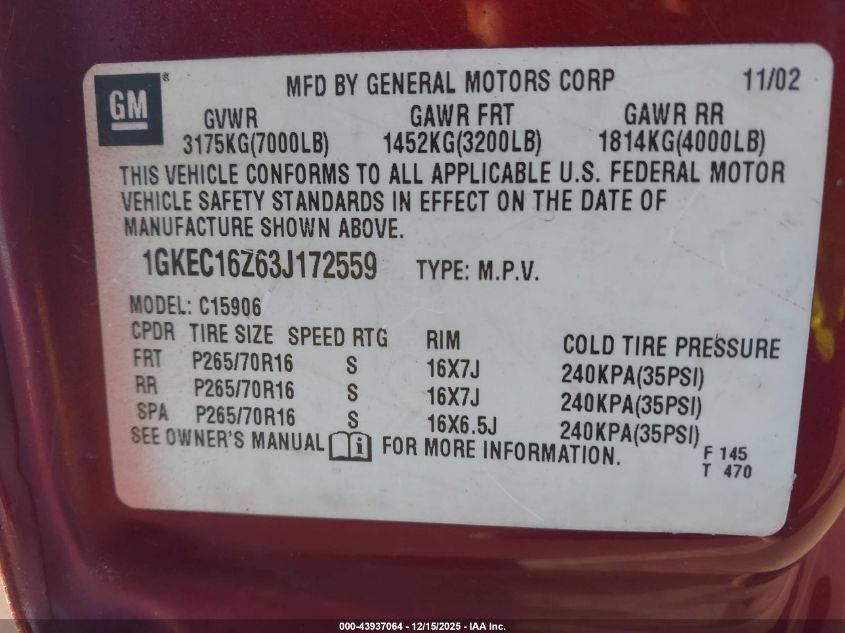 GM ®
MFD BY GENERAL MOTORS CORP 11/02
GVWR GAWR FRT GAWR RR
3175KG(7000LB) 1452KG(3200LB) 1814KG(4000LB)
THIS VEHICLE CONFORMS TO ALL APPLICABLE U.S. FEDERAL MOTOR
VEHICLE SAFETY STANDARDS IN EFFECT ON THE DATE OF
MANUFACTURE SHOWN ABOVE.
1GKEC16Z63J172559 TYPE: M.P.V.
MODEL: C15906
CPDR TIRE SIZE SPEED RTG RIM COLD TIRE PRESSURE
FRT P265/70R16 S 16X7J 240KPA(35PSI)
RR P265/70R16 S 16X7J 240KPA(35PSI)
SPA P265/70R16 S 16X6.5J 240KPA(35PSI)
SEE OWNER'S MANUAL i FOR MORE INFORMATION.
F 145
T 470
000-43937064 - 12/15/2025 - IAA Inc.